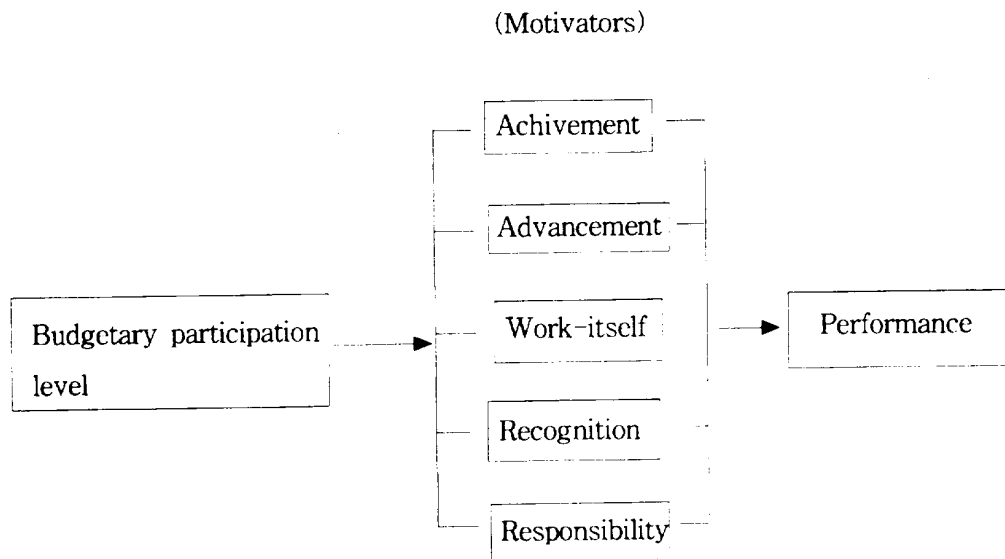 (Motivators)
Achivement
Advancement
Budgetary participation
level
Work-itself
Performance
Recognition
Responsibility